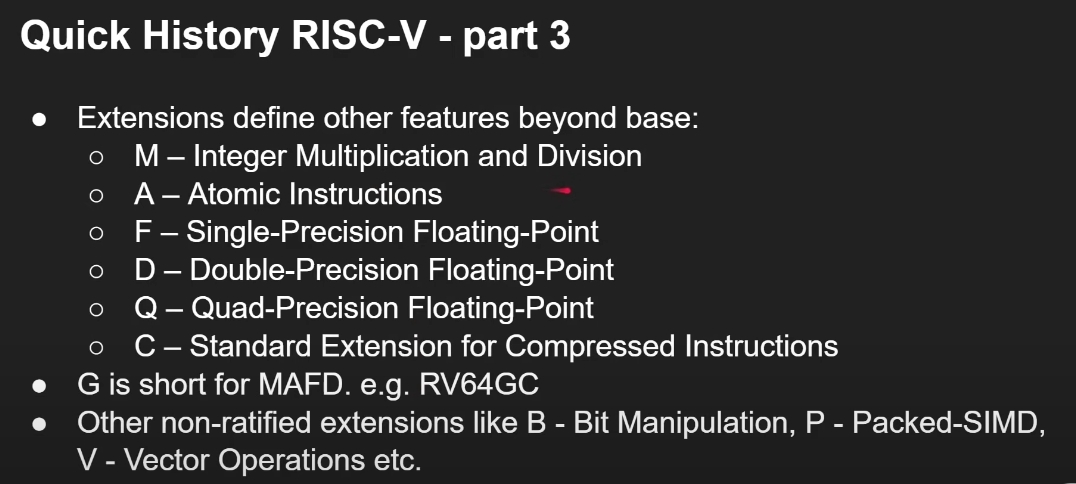 Quick History RISC-V - part 3
● Extensions define other features beyond base:
○ M – Integer Multiplication and Division
○ A – Atomic Instructions
○ F – Single-Precision Floating-Point
○ D – Double-Precision Floating-Point
○ Q – Quad-Precision Floating-Point
○ C – Standard Extension for Compressed Instructions
● G is short for MAFD. e.g. RV64GC
● Other non-ratified extensions like B - Bit Manipulation, P - Packed-SIMD,
V - Vector Operations etc.